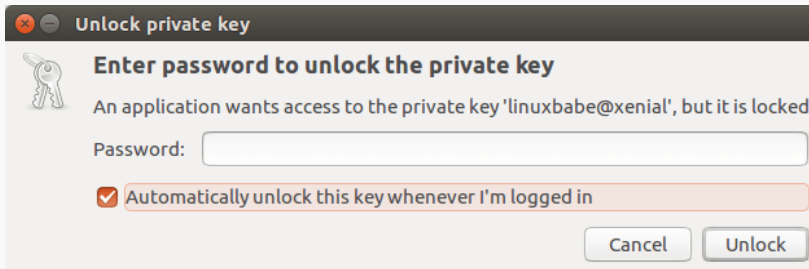 Unlock private key
Enter password to unlock the private key
An application wants access to the private key 'linuxbabe@xenial', but it is locked
Password:
Automatically unlock this key whenever I'm logged in
Cancel Unlock